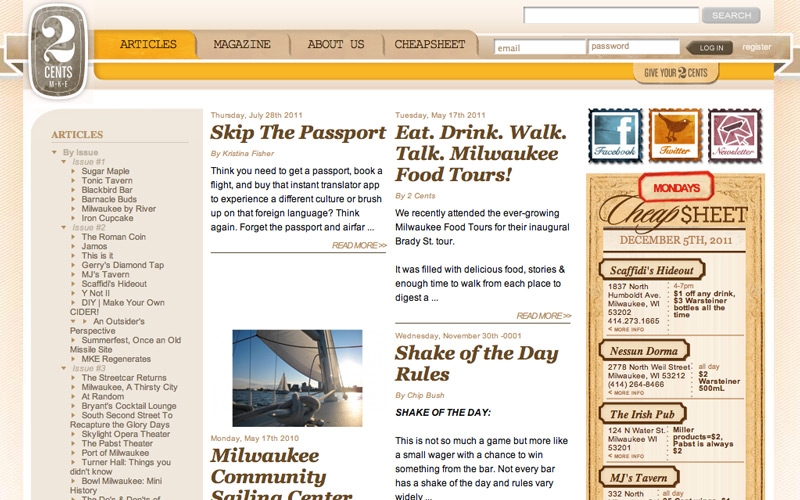 SEARCH
2
CENTS
M·K·E
ARTICLES
MAGAZINE
ABOUT US
CHEAPSHEET
email
password
LOG IN
register
GIVE YOUR 2 CENTS
ARTICLES
By Issue
Issue #1
Sugar Maple
Tonic Tavern
Blackbird Bar
Barnacle Buds
Milwaukee by River
Iron Cupcake
Issue #2
The Roman Coin
Jamos
This is it
Gerry's Diamond Tap
MJ's Tavern
Scaffidi's Hideout
Y Not II
DIY | Make Your Own
CIDER!
An Outsider's
Perspective
Summerfest, Once an Old
Missile Site
MKE Regenerates
Issue #3
The Streetcar Returns
Milwaukee, A Thirsty City
At Random
Bryant's Cocktail Lounge
South Second Street To
Recapture the Glory Days
Skylight Opera Theater
The Pabst Theater
Port of Milwaukee
Turner Hall: Things you
didn't know
Bowl Milwaukee: Mini
History
The Do's & Don'ts of
Thursday, July 28th 2011
Skip The Passport
By Kristina Fisher
Think you need to get a passport, book a
flight, and buy that instant translator app
to experience a different culture or brush
up on that foreign language? Think
again. Forget the passport and airfar ...
READ MORE >>
Monday, May 17th 2010
Milwaukee
Community
Sailing Center
Tuesday, May 17th 2011
Eat. Drink. Walk.
Talk. Milwaukee
Food Tours!
By 2 Cents
We recently attended the ever-growing
Milwaukee Food Tours for their inaugural
Brady St. tour.
It was filled with delicious food, stories &
enough time to walk from each place to
digest a ...
READ MORE >>
Wednesday, November 30th -0001
Shake of the Day
Rules
By Chip Bush
SHAKE OF THE DAY:
This is not so much a game but more like
a small wager with a chance to win
something from the bar. Not every bar
has a shake of the day and rules vary
widely ...
Facebook
Twitter
Newsletter
MONDAYS
Cheap$HEET
DECEMBER 5TH, 2011
Scaffidi's Hideout
1837 North
Humboldt Ave.
Milwaukee, WI
53202
414.273.1665
< MORE INFO
4-7pm
$1 off any drink,
$3 Warsteiner
bottles all the
time
Nessun Dorma
2778 North Weil Street
Milwaukee, WI 53212
(414) 264-8466
< MORE INFO
all day
$2
Warsteiner
500mL
The Irish Pub
124 N Water St.
Milwaukee WI
53201
< MORE INFO
Miller
products=$2,
Pabst is always
$2
MJ's Tavern
332 North
all day